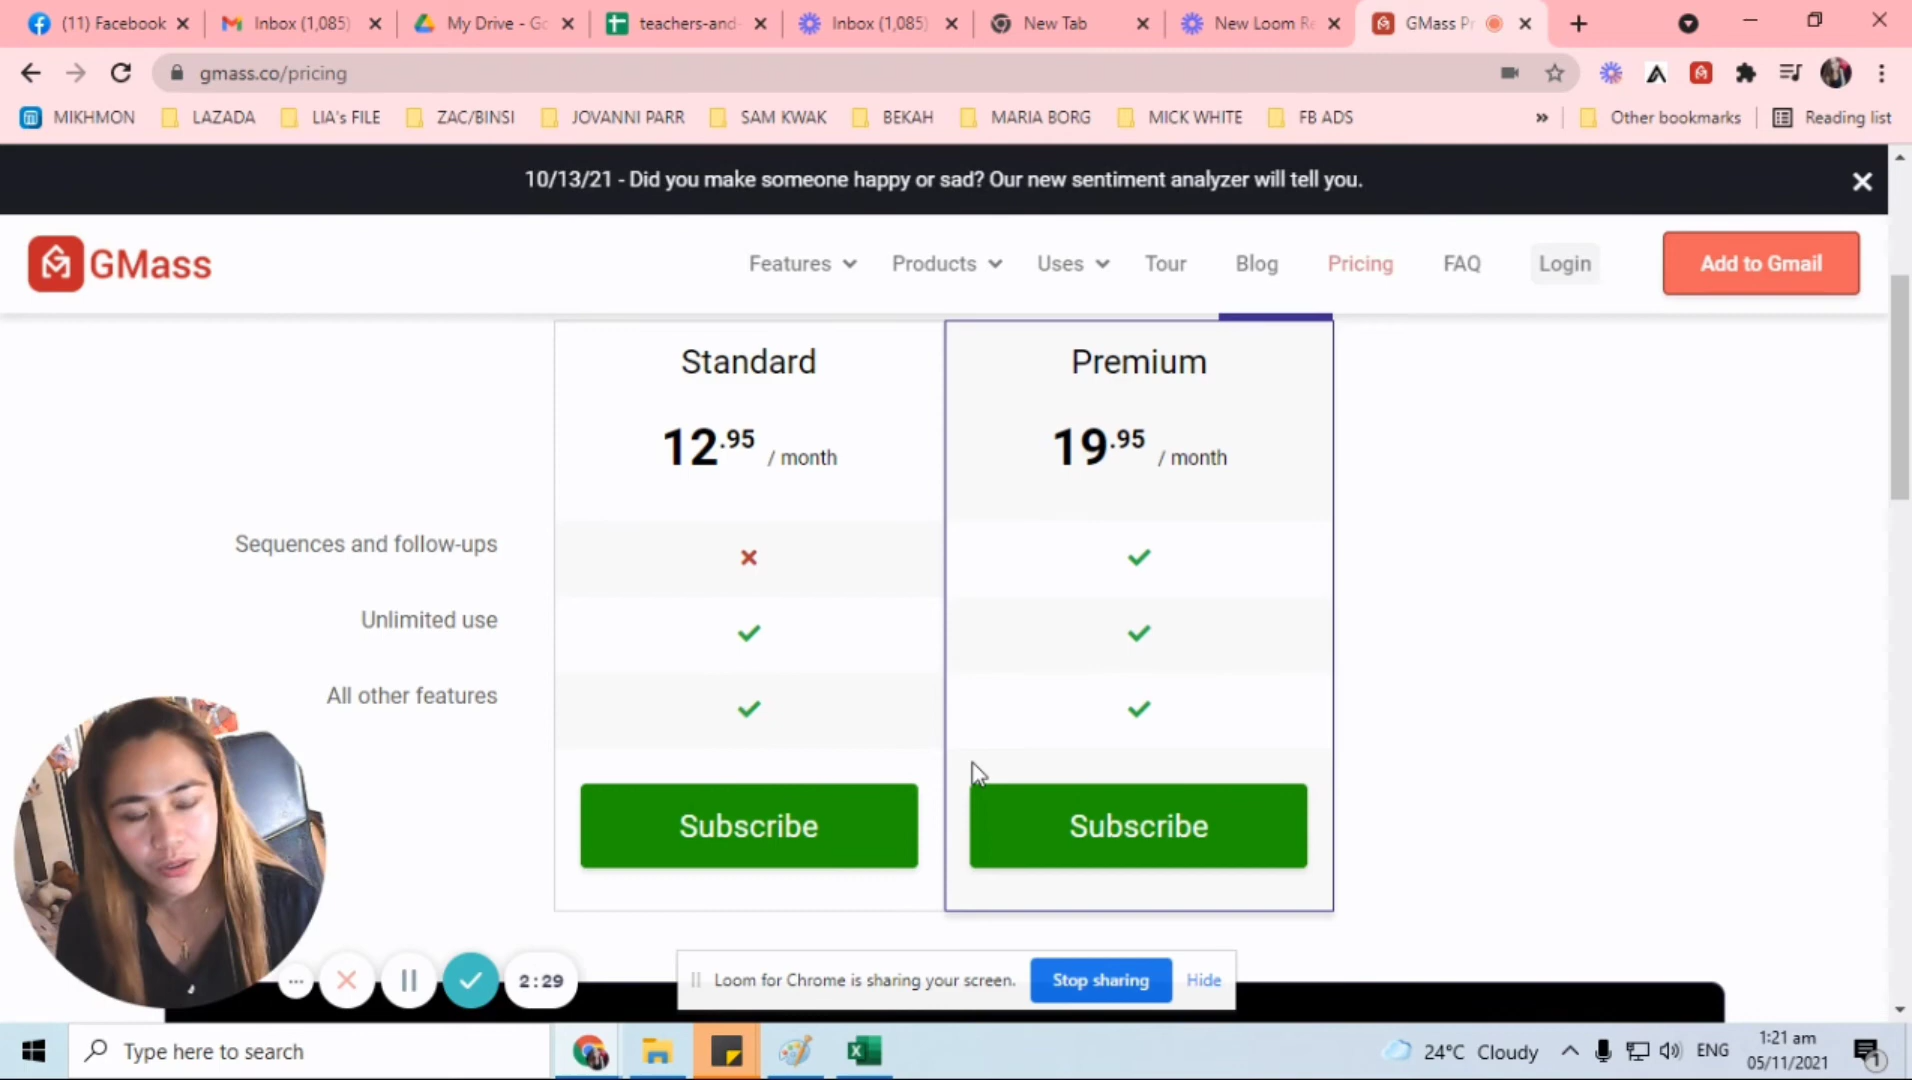 (11) Facebook
Inbox (1,085)
My Drive - Go
teachers-and-
Inbox (1,085)
New Tab
New Loom Re
GMass Pr
gmass.co/pricing
MIKHMON
LAZADA
LIA's FILE
ZAC/BINSI
JOVANNI PARR
SAM KWAK
BEKAH
MARIA BORG
MICK WHITE
FB ADS
»
Other bookmarks
Reading list
10/13/21 - Did you make someone happy or sad? Our new sentiment analyzer will tell you.
GMass
Features
Products
Uses
Tour
Blog
Pricing
FAQ
Login
Add to Gmail
Standard
Premium
12.95 / month
19.95 / month
Sequences and follow-ups
Unlimited use
All other features
Subscribe
Subscribe
2:29
Loom for Chrome is sharing your screen.
Stop sharing
Hide
Type here to search
24°C Cloudy
ENG
1:21 am
05/11/2021
1